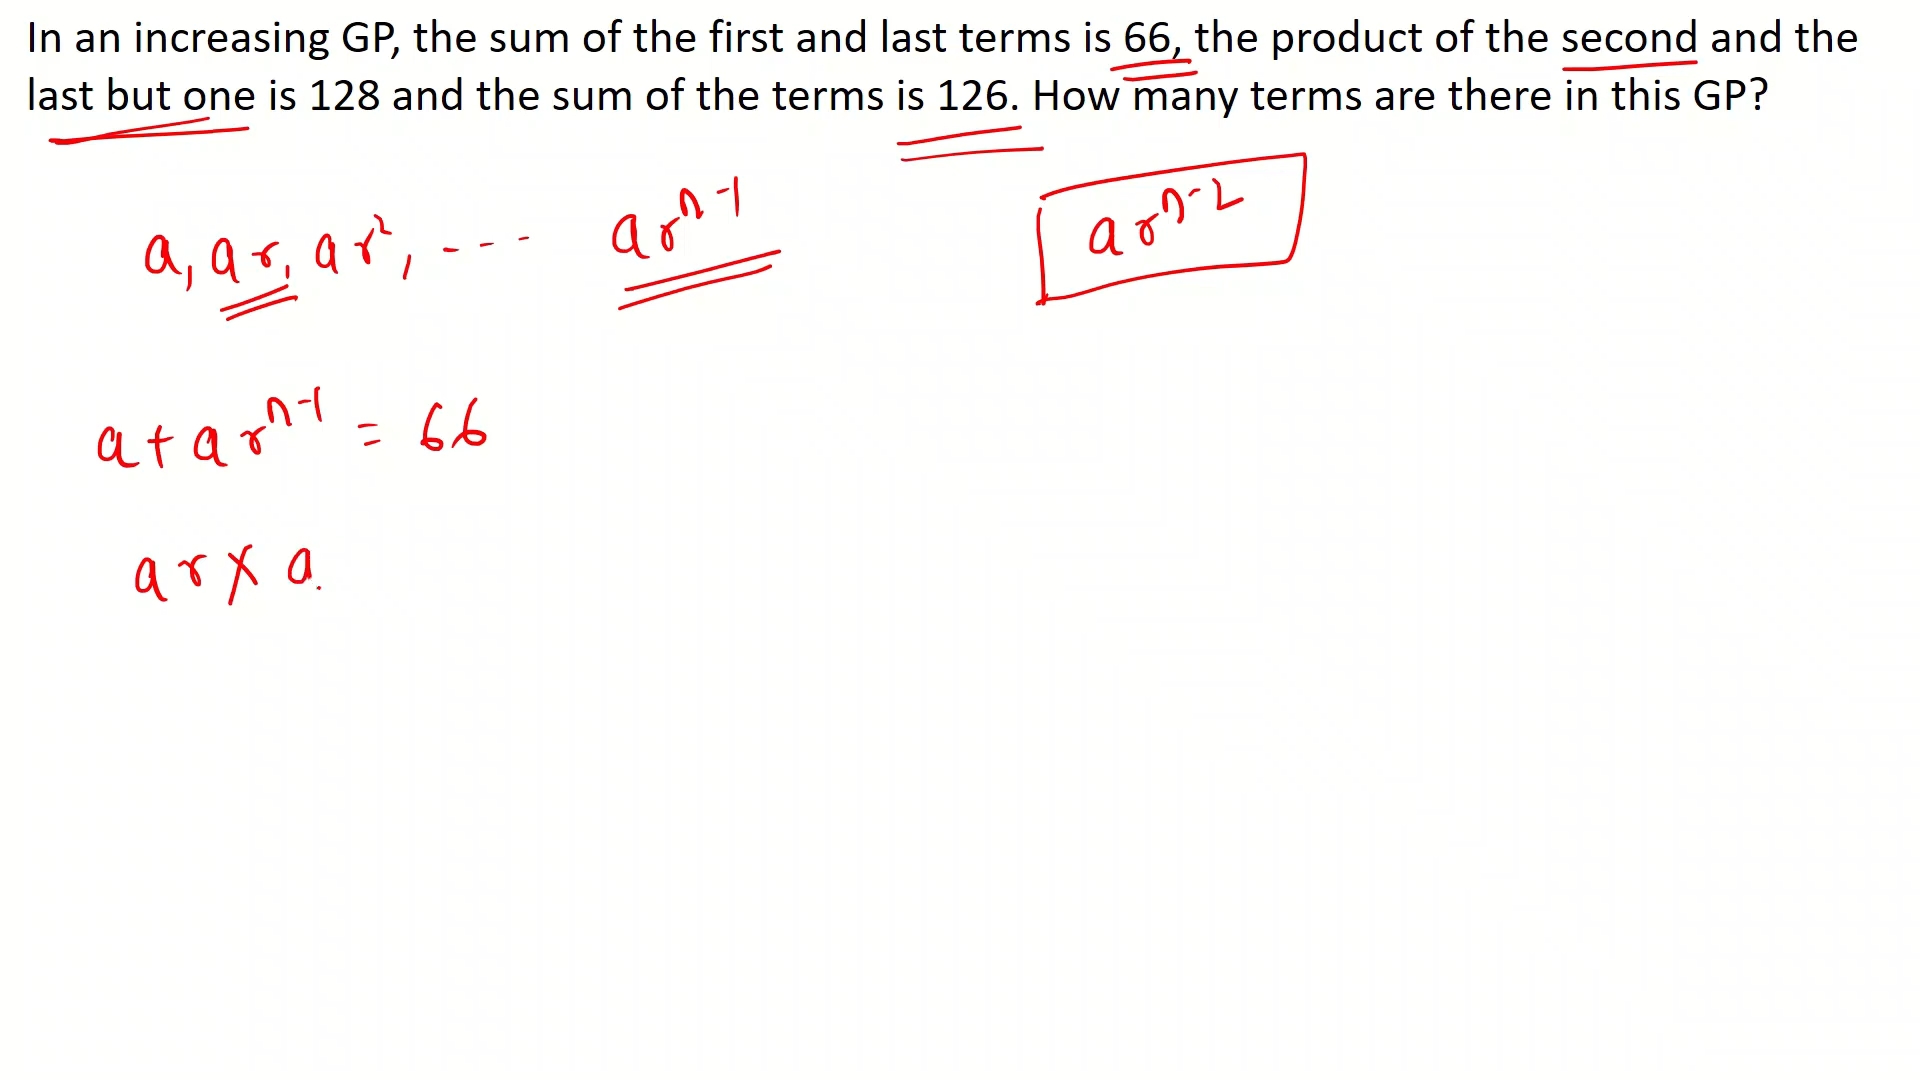 In an increasing GP, the sum of the first and last terms is 66, the product of the second and the
last but one is 128 and the sum of the terms is 126. How many terms are there in this GP?
a, ar, ar², - - - - arⁿ⁻¹ arⁿ⁻²
a + arⁿ⁻¹ = 66
ar × a